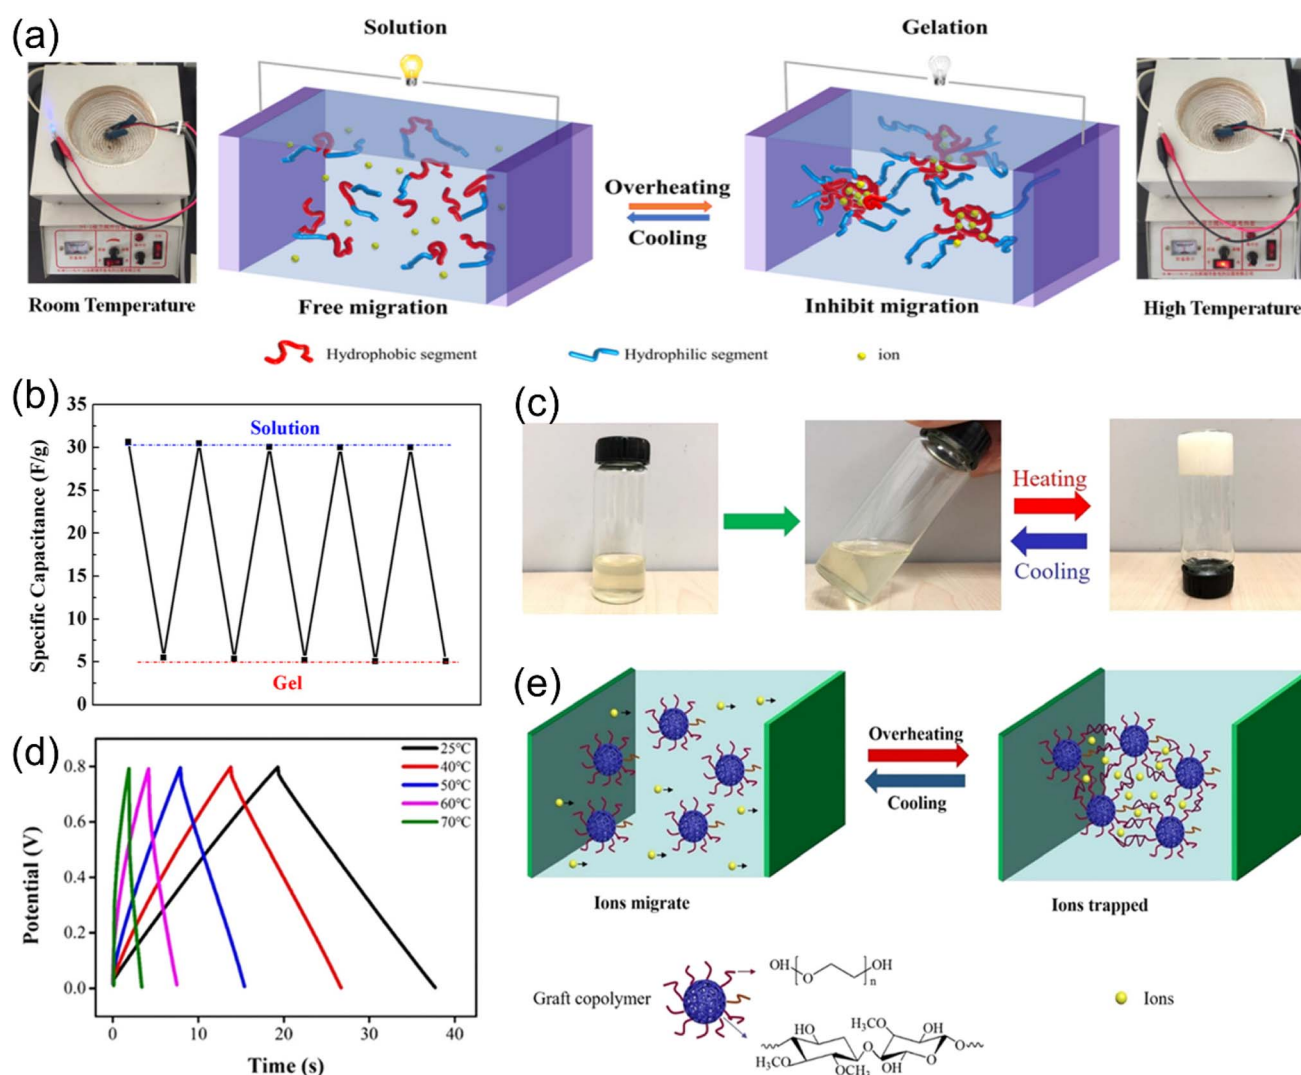 (a)
Solution
Gelation
Overheating
Cooling
Room Temperature
Free migration
Inhibit migration
High Temperature
Hydrophobic segment
Hydrophilic segment
ion
(b)
Specific Capacitance (F/g)
35
30
25
20
15
10
5
0
Solution
Gel
(c)
Heating
Cooling
(d)
Potential (V)
0.8
0.6
0.4
0.2
0.0
25°C
40°C
50°C
60°C
70°C
0
10
20
30
40
Time (s)
(e)
Overheating
Cooling
Ions migrate
Ions trapped
Graft copolymer
OH
O
n
OH
Ions
HO
H₃CO
OCH₃
O
H₃CO
OH
OH
O
O